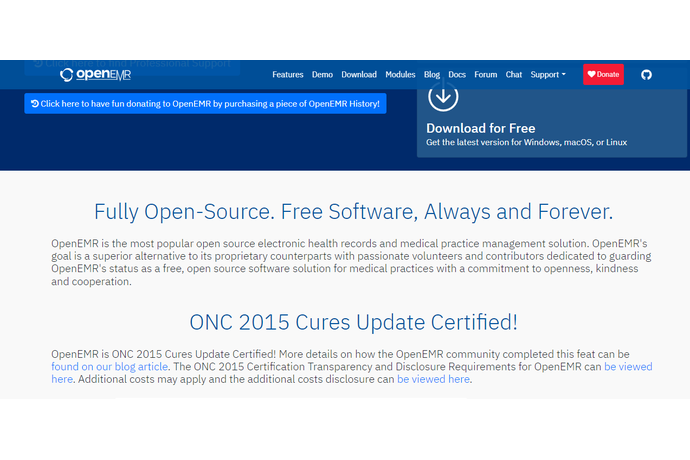 Click here to find Professional Support
openEMR
Features Demo Download Modules Blog Docs Forum Chat Support Donate
Click here to have fun donating to OpenEMR by purchasing a piece of OpenEMR History!
Download for Free
Get the latest version for Windows, macOS, or Linux
Fully Open-Source. Free Software, Always and Forever.
OpenEMR is the most popular open source electronic health records and medical practice management solution. OpenEMR's
goal is a superior alternative to its proprietary counterparts with passionate volunteers and contributors dedicated to guarding
OpenEMR's status as a free, open source software solution for medical practices with a commitment to openness, kindness
and cooperation.
ONC 2015 Cures Update Certified!
OpenEMR is ONC 2015 Cures Update Certified! More details on how the OpenEMR community completed this feat can be
found on our blog article. The ONC 2015 Certification Transparency and Disclosure Requirements for OpenEMR can be viewed
here. Additional costs may apply and the additional costs disclosure can be viewed here.